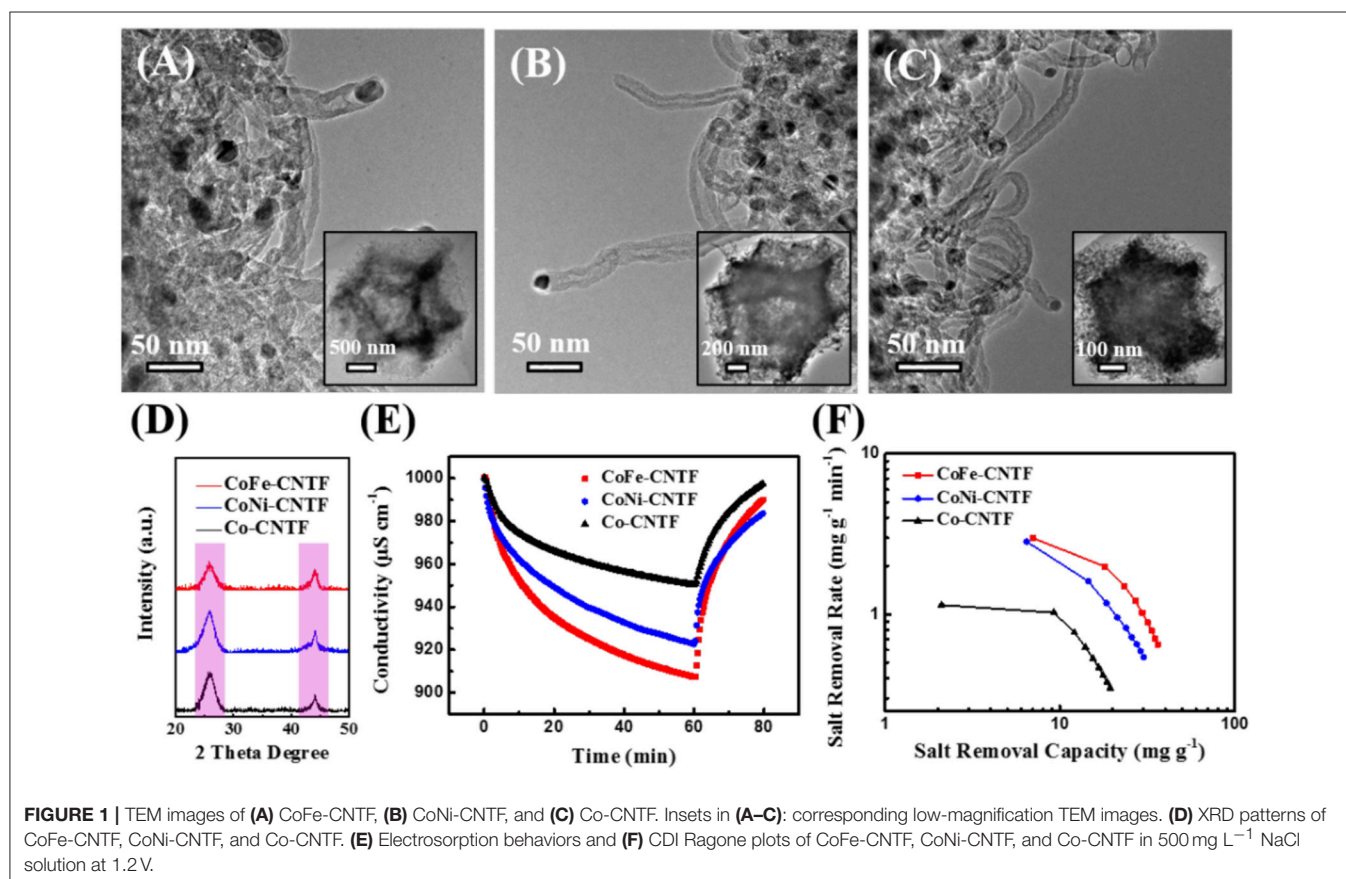 (A)
50 nm
500 nm
(B)
50 nm
200 nm
(C)
50 nm
100 nm
(D)
CoFe-CNTF
CoNi-CNTF
Co-CNTF
Intensity (a.u.)
20 30 40 50
2 Theta Degree
(E)
CoFe-CNTF
CoNi-CNTF
Co-CNTF
Conductivity (µS cm⁻¹)
1000
980
960
940
920
900
0 20 40 60 80
Time (min)
(F)
CoFe-CNTF
CoNi-CNTF
Co-CNTF
Salt Removal Rate (mg g⁻¹ min⁻¹)
10
1
1 10 100
Salt Removal Capacity (mg g⁻¹)
FIGURE 1 | TEM images of (A) CoFe-CNTF, (B) CoNi-CNTF, and (C) Co-CNTF. Insets in (A–C): corresponding low-magnification TEM images. (D) XRD patterns of
CoFe-CNTF, CoNi-CNTF, and Co-CNTF. (E) Electrosorption behaviors and (F) CDI Ragone plots of CoFe-CNTF, CoNi-CNTF, and Co-CNTF in 500 mg L⁻¹ NaCl
solution at 1.2 V.